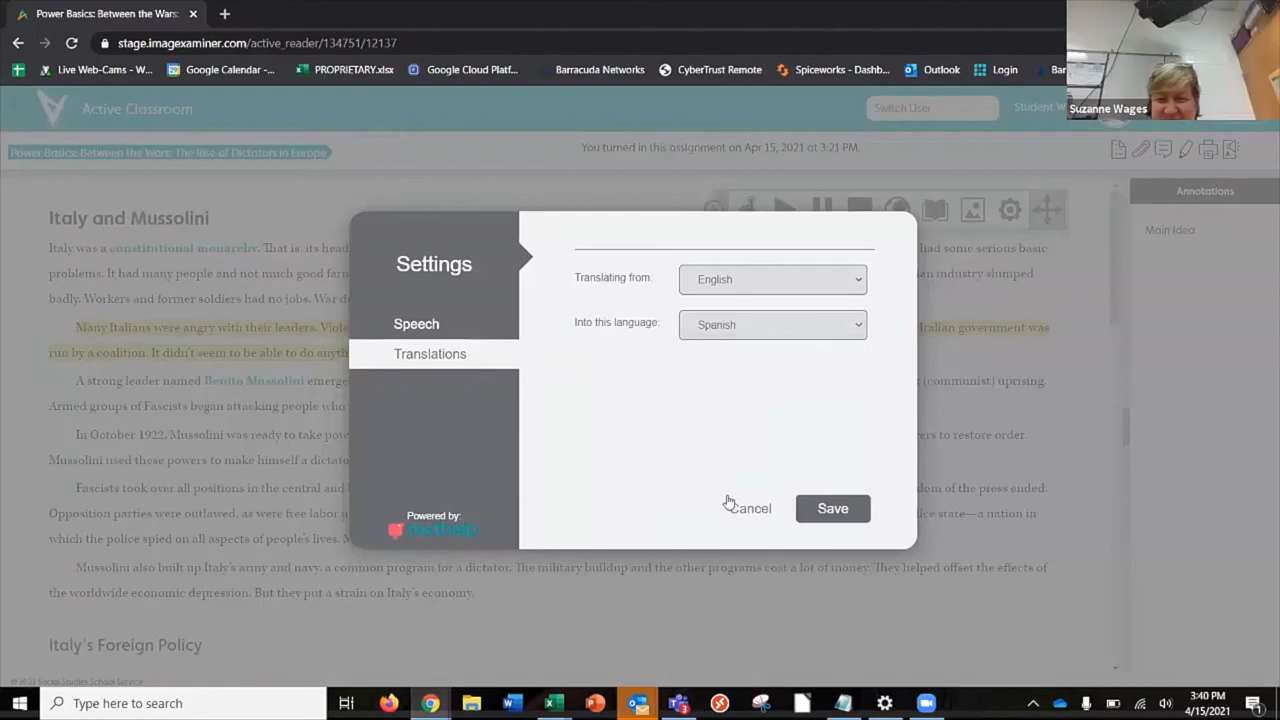 Power Basics: Between the Wars:
stage.imagexaminer.com/active_reader/134751/12137
Live Web-Cams - W...
Google Calendar -...
PROPRIETARY.xlsx
Google Cloud Platf...
Barracuda Networks
CyberTrust Remote
Spiceworks - Dashb...
Outlook
Login
Suzanne Wages
Active Classroom
Switch User
Power Basics: Between the Wars: The Rise of Dictators in Europe
You turned in this assignment on Apr 15, 2021 at 3:21 PM.
Annotations
Main Idea
Italy and Mussolini
Italy was a constitutional monarchy. That is, its head
had some serious basic
problems. It had many people and not much good farm
an industry slumped
badly. Workers and former soldiers had no jobs. War
Many Italians were angry with their leaders.
Italian government was
run by a coalition. It didn't seem to be able to do
A strong leader named Benito Mussolini
(communist) uprising.
Armed groups of Fascists began attacking people who
In October 1922, Mussolini was ready to take
to restore order.
Mussolini used these powers to make himself a
Fascists took over all positions in the central and
of the press ended.
Opposition parties were outlawed, as were free labor
state—a nation in
which the police spied on all aspects of people's lives.
Mussolini also built up Italy's army and navy, a common program for a dictator. The military buildup and the other programs cost a lot of money. They helped offset the effects of
the worldwide economic depression. But they put a strain on Italy's economy.
Italy's Foreign Policy
© 2021 Social Studies School Service
Settings
Speech
Translations
Powered by:
texthelp
Translating from:
English
Into this language:
Spanish
Cancel
Save
Type here to search
3:40 PM
4/15/2021